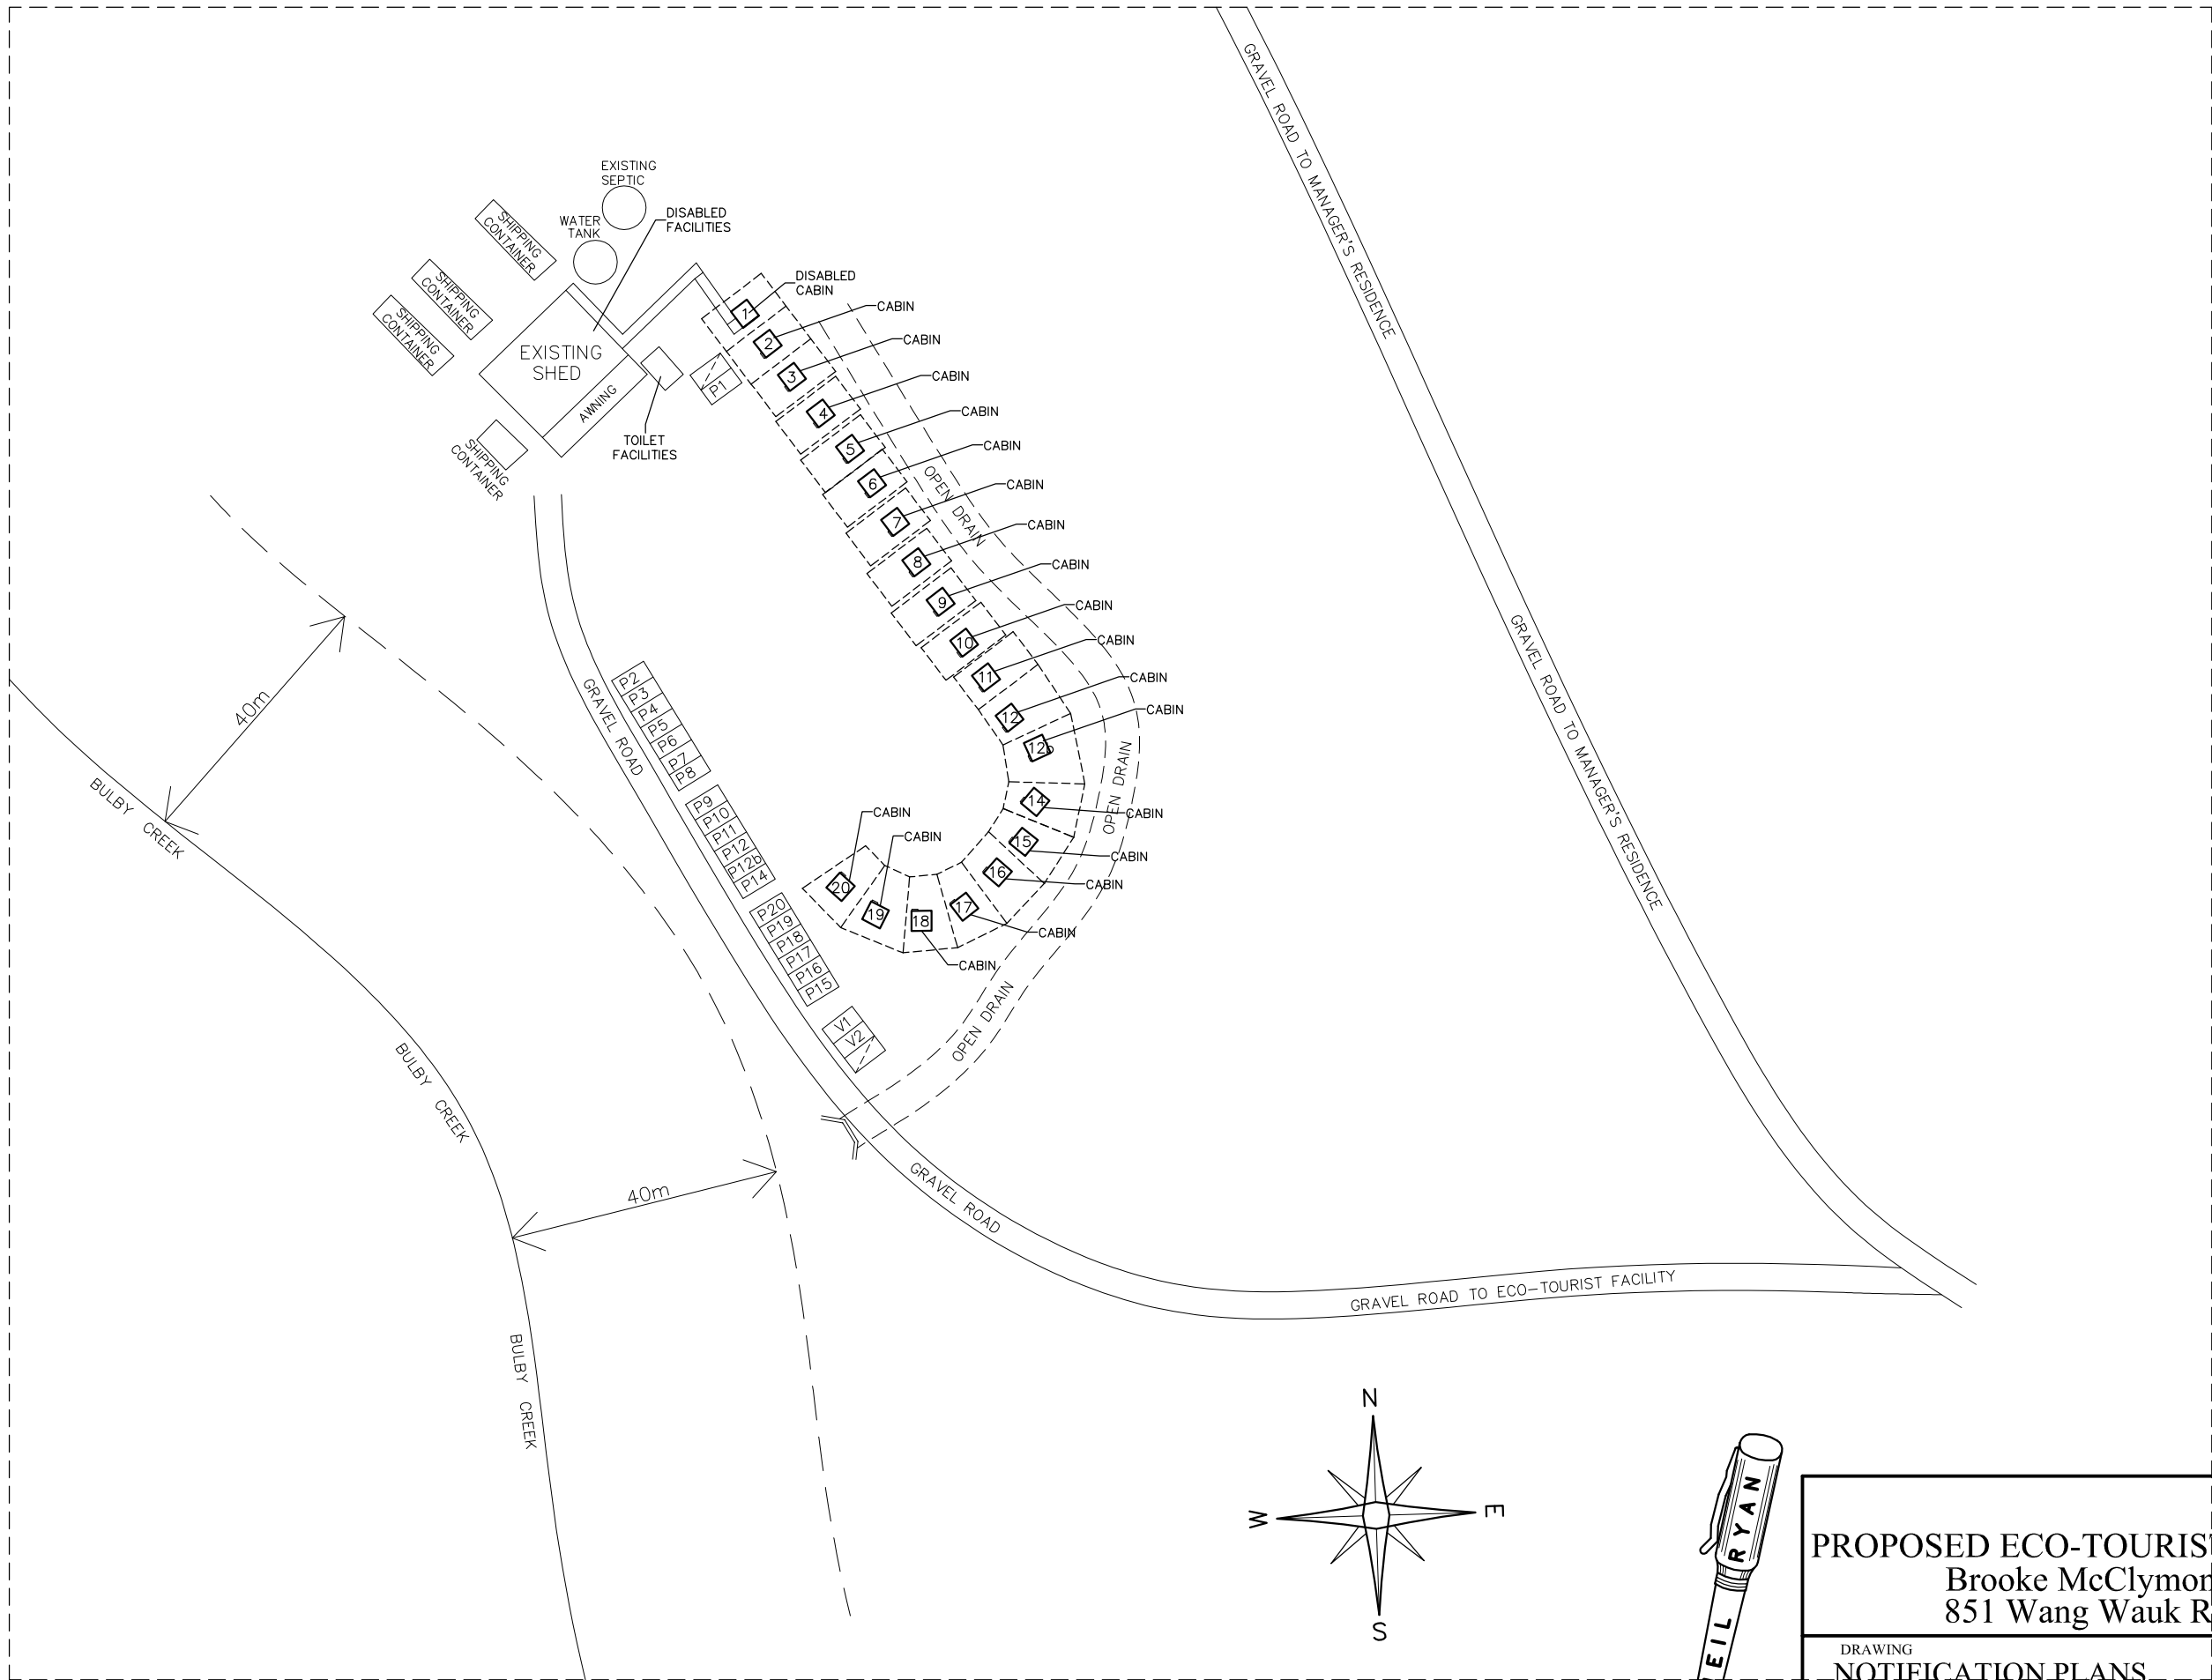 GRAVEL ROAD TO MANAGER'S RESIDENCE
EXISTING
SEPTIC
WATER
TANK
DISABLED
FACILITIES
SHIPPING
CONTAINER
SHIPPING
CONTAINER
SHIPPING
CONTAINER
EXISTING
SHED
AWNING
TOILET
FACILITIES
SHIPPING
CONTAINER
P1
DISABLED
CABIN
1
CABIN
2
CABIN
3
CABIN
4
CABIN
5
CABIN
6
CABIN
7
CABIN
8
CABIN
9
CABIN
10
CABIN
11
CABIN
12
CABIN
12b
CABIN
14
CABIN
15
CABIN
16
CABIN
17
CABIN
18
CABIN
19
CABIN
20
OPEN DRAIN
OPEN DRAIN
OPEN DRAIN
GRAVEL ROAD
P2
P3
P4
P5
P6
P7
P8
P9
P10
P11
P12
P12b
P14
P20
P19
P18
P17
P16
P15
V1
V2
40m
BULBY CREEK
BULBY CREEK
40m
BULBY CREEK
GRAVEL ROAD
GRAVEL ROAD TO ECO-TOURIST FACILITY
GRAVEL ROAD TO MANAGER'S RESIDENCE
N
W
E
S
RYAN
EIL
PROPOSED ECO-TOURIS
Brooke McClymon
851 Wang Wauk R
DRAWING
NOTIFICATION PLANS